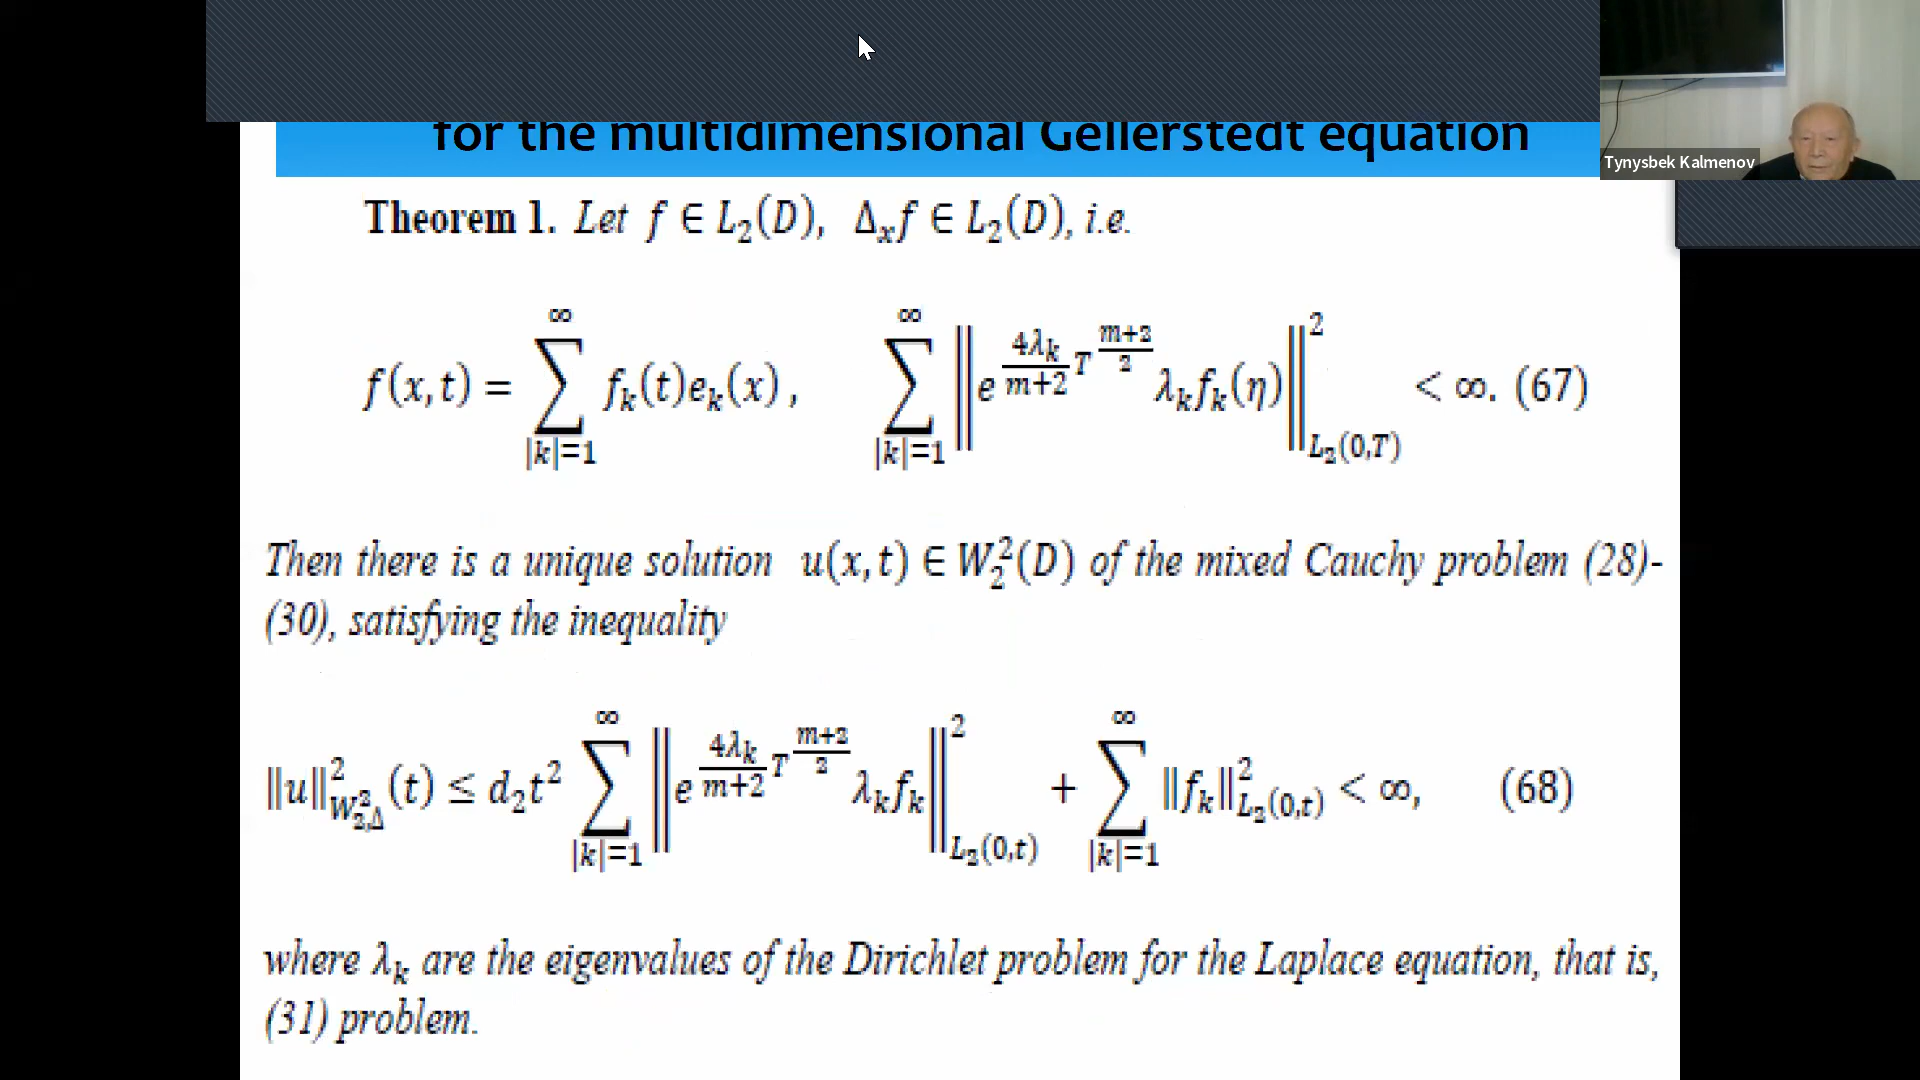 for the multidimensional Gellerstedt equation
Tynysbek Kalmenov
Theorem 1. Let f ∈ L₂(D), Δₓf ∈ L₂(D), i.e.
f(x,t) = ∑_{|k|=1}^{∞} f_k(t)e_k(x), ∑_{|k|=1}^{∞} ‖e^{\frac{4λ_k}{m+2}T^{\frac{m+2}{2}}} λ_k f_k(η)‖²_{L₂(0,T)} < ∞. (67)
Then there is a unique solution u(x,t) ∈ W₂²(D) of the mixed Cauchy problem (28)-
(30), satisfying the inequality
‖u‖²_{W²_{2,Δ}}(t) ≤ d₂t² ∑_{|k|=1}^{∞} ‖e^{\frac{4λ_k}{m+2}T^{\frac{m+2}{2}}} λ_k f_k‖²_{L₂(0,t)} + ∑_{|k|=1}^{∞} ‖f_k‖²_{L₂(0,t)} < ∞, (68)
where λ_k are the eigenvalues of the Dirichlet problem for the Laplace equation, that is,
(31) problem.